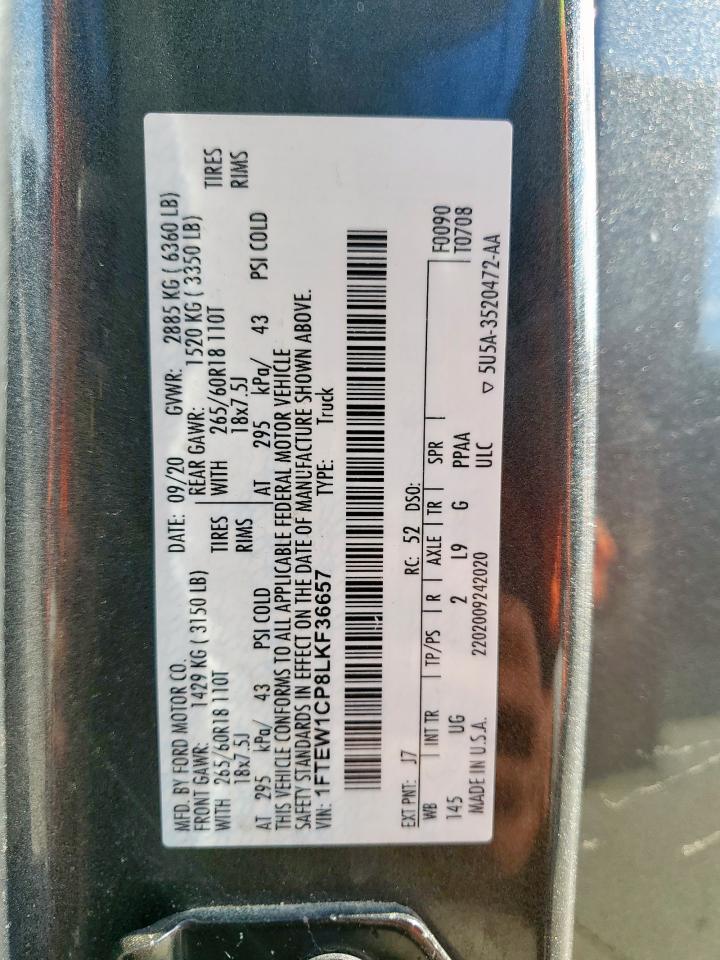 MFD. BY FORD MOTOR CO. DATE: 09/20 GVWR: 2885 KG ( 6360 LB)
FRONT GAWR: 1429 KG ( 3150 LB) REAR GAWR: 1520 KG ( 3350 LB)
WITH 265/60R18 110T TIRES WITH 265/60R18 110T TIRES
18x7.5J RIMS 18x7.5J RIMS
AT 295 kPa/ 43 PSI COLD AT 295 kPa/ 43 PSI COLD
THIS VEHICLE CONFORMS TO ALL APPLICABLE FEDERAL MOTOR VEHICLE
SAFETY STANDARDS IN EFFECT ON THE DATE OF MANUFACTURE SHOWN ABOVE.
VIN: 1FTEW1CP8LKF36657 TYPE: Truck
EXT PNT: J7 RC: 52 DSO: F0090
WB INT TR TP/PS R AXLE TR SPR T0708
145 UG 2 L9 G PPAA
MADE IN U.S.A. 2202009242020 ULC ▽ 5U5A-3520472-AA